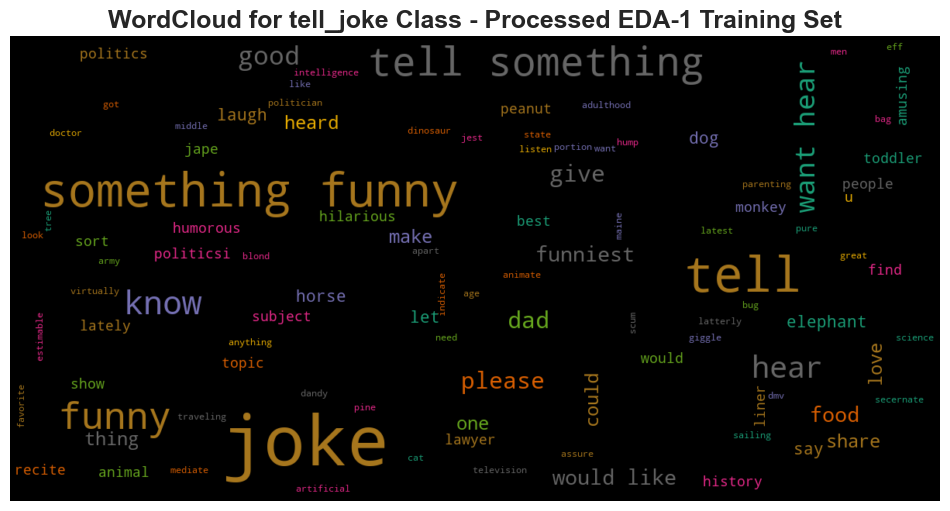 WordCloud for tell_joke Class - Processed EDA-1 Training Set
politics
good
tell something
men
eff
intelligence
like
want hear
amusing
got
politician
laugh
heard
peanut
adulthood
bag
doctor
middle
dinosaur
jest
state
listen
portion
want
hump
dog
jape
toddler
something funny
give
parenting
people
u
monkey
hilarious
tree
look
humorous
best
maine
latest
pure
sort
make
politicsi
blond
apart
funniest
great
army
tell
find
animate
indicate
virtually
know
horse
age
bug
subject
let
dad
scum
latterly
elephant
lately
estimable
anything
need
giggle
science
topic
would
hear
love
show
please
could
favorite
dandy
liner
dmv
secernate
funny
traveling
pine
joke
one
food
thing
lawyer
assure
sailing
say
share
recite
animal
mediate
cat
television
would like
history
artificial